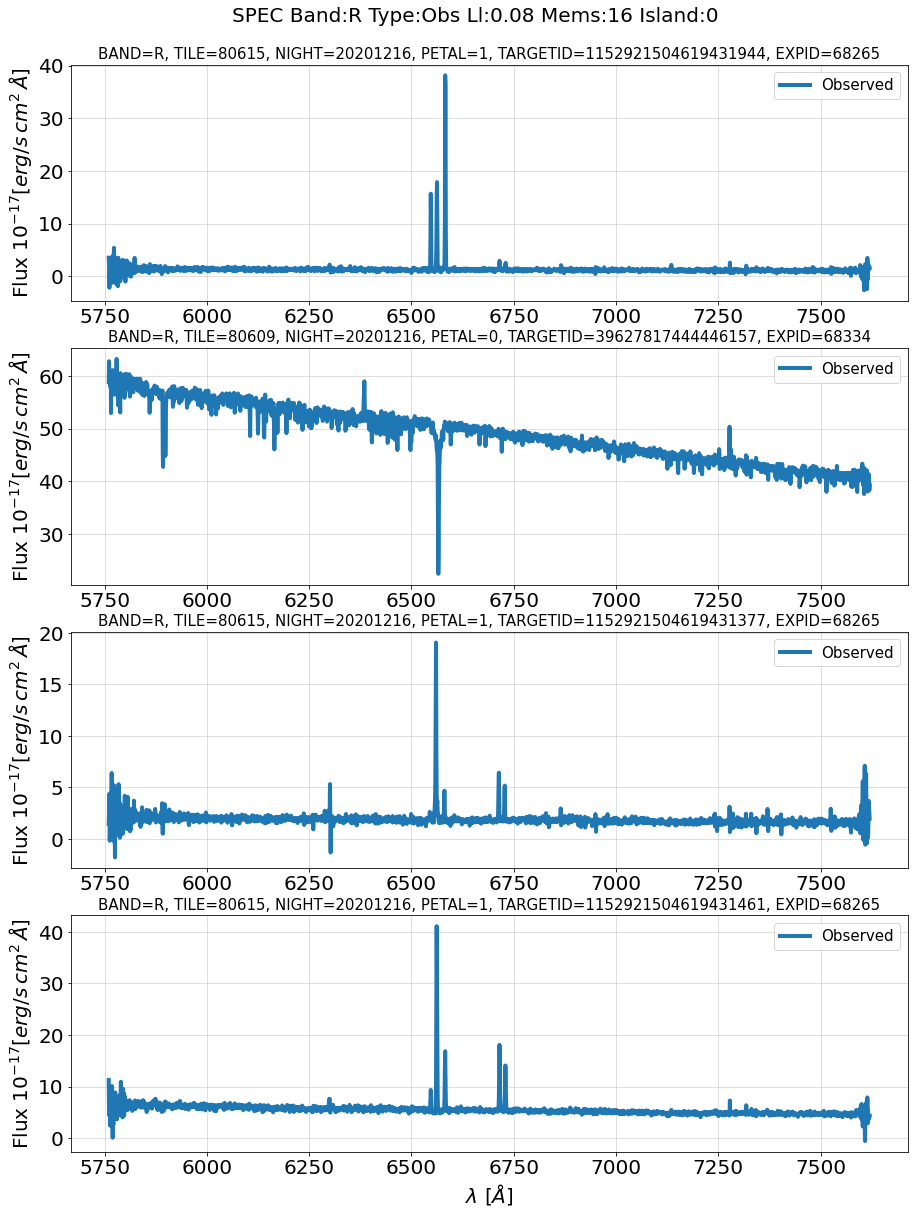 SPEC Band:R Type:Obs Ll:0.08 Mems:16 Island:0
BAND=R, TILE=80615, NIGHT=20201216, PETAL=1, TARGETID=1152921504619431944, EXPID=68265
40
30
20
10
0
Flux 10^{-17}[erg/s cm^2 Å]
Observed
5750 6000 6250 6500 6750 7000 7250 7500
BAND=R, TILE=80609, NIGHT=20201216, PETAL=0, TARGETID=39627817444446157, EXPID=68334
60
50
40
30
Flux 10^{-17}[erg/s cm^2 Å]
Observed
5750 6000 6250 6500 6750 7000 7250 7500
BAND=R, TILE=80615, NIGHT=20201216, PETAL=1, TARGETID=1152921504619431377, EXPID=68265
20
15
10
5
0
Flux 10^{-17}[erg/s cm^2 Å]
Observed
5750 6000 6250 6500 6750 7000 7250 7500
BAND=R, TILE=80615, NIGHT=20201216, PETAL=1, TARGETID=1152921504619431461, EXPID=68265
40
30
20
10
0
Flux 10^{-17}[erg/s cm^2 Å]
Observed
5750 6000 6250 6500 6750 7000 7250 7500
λ [Å]